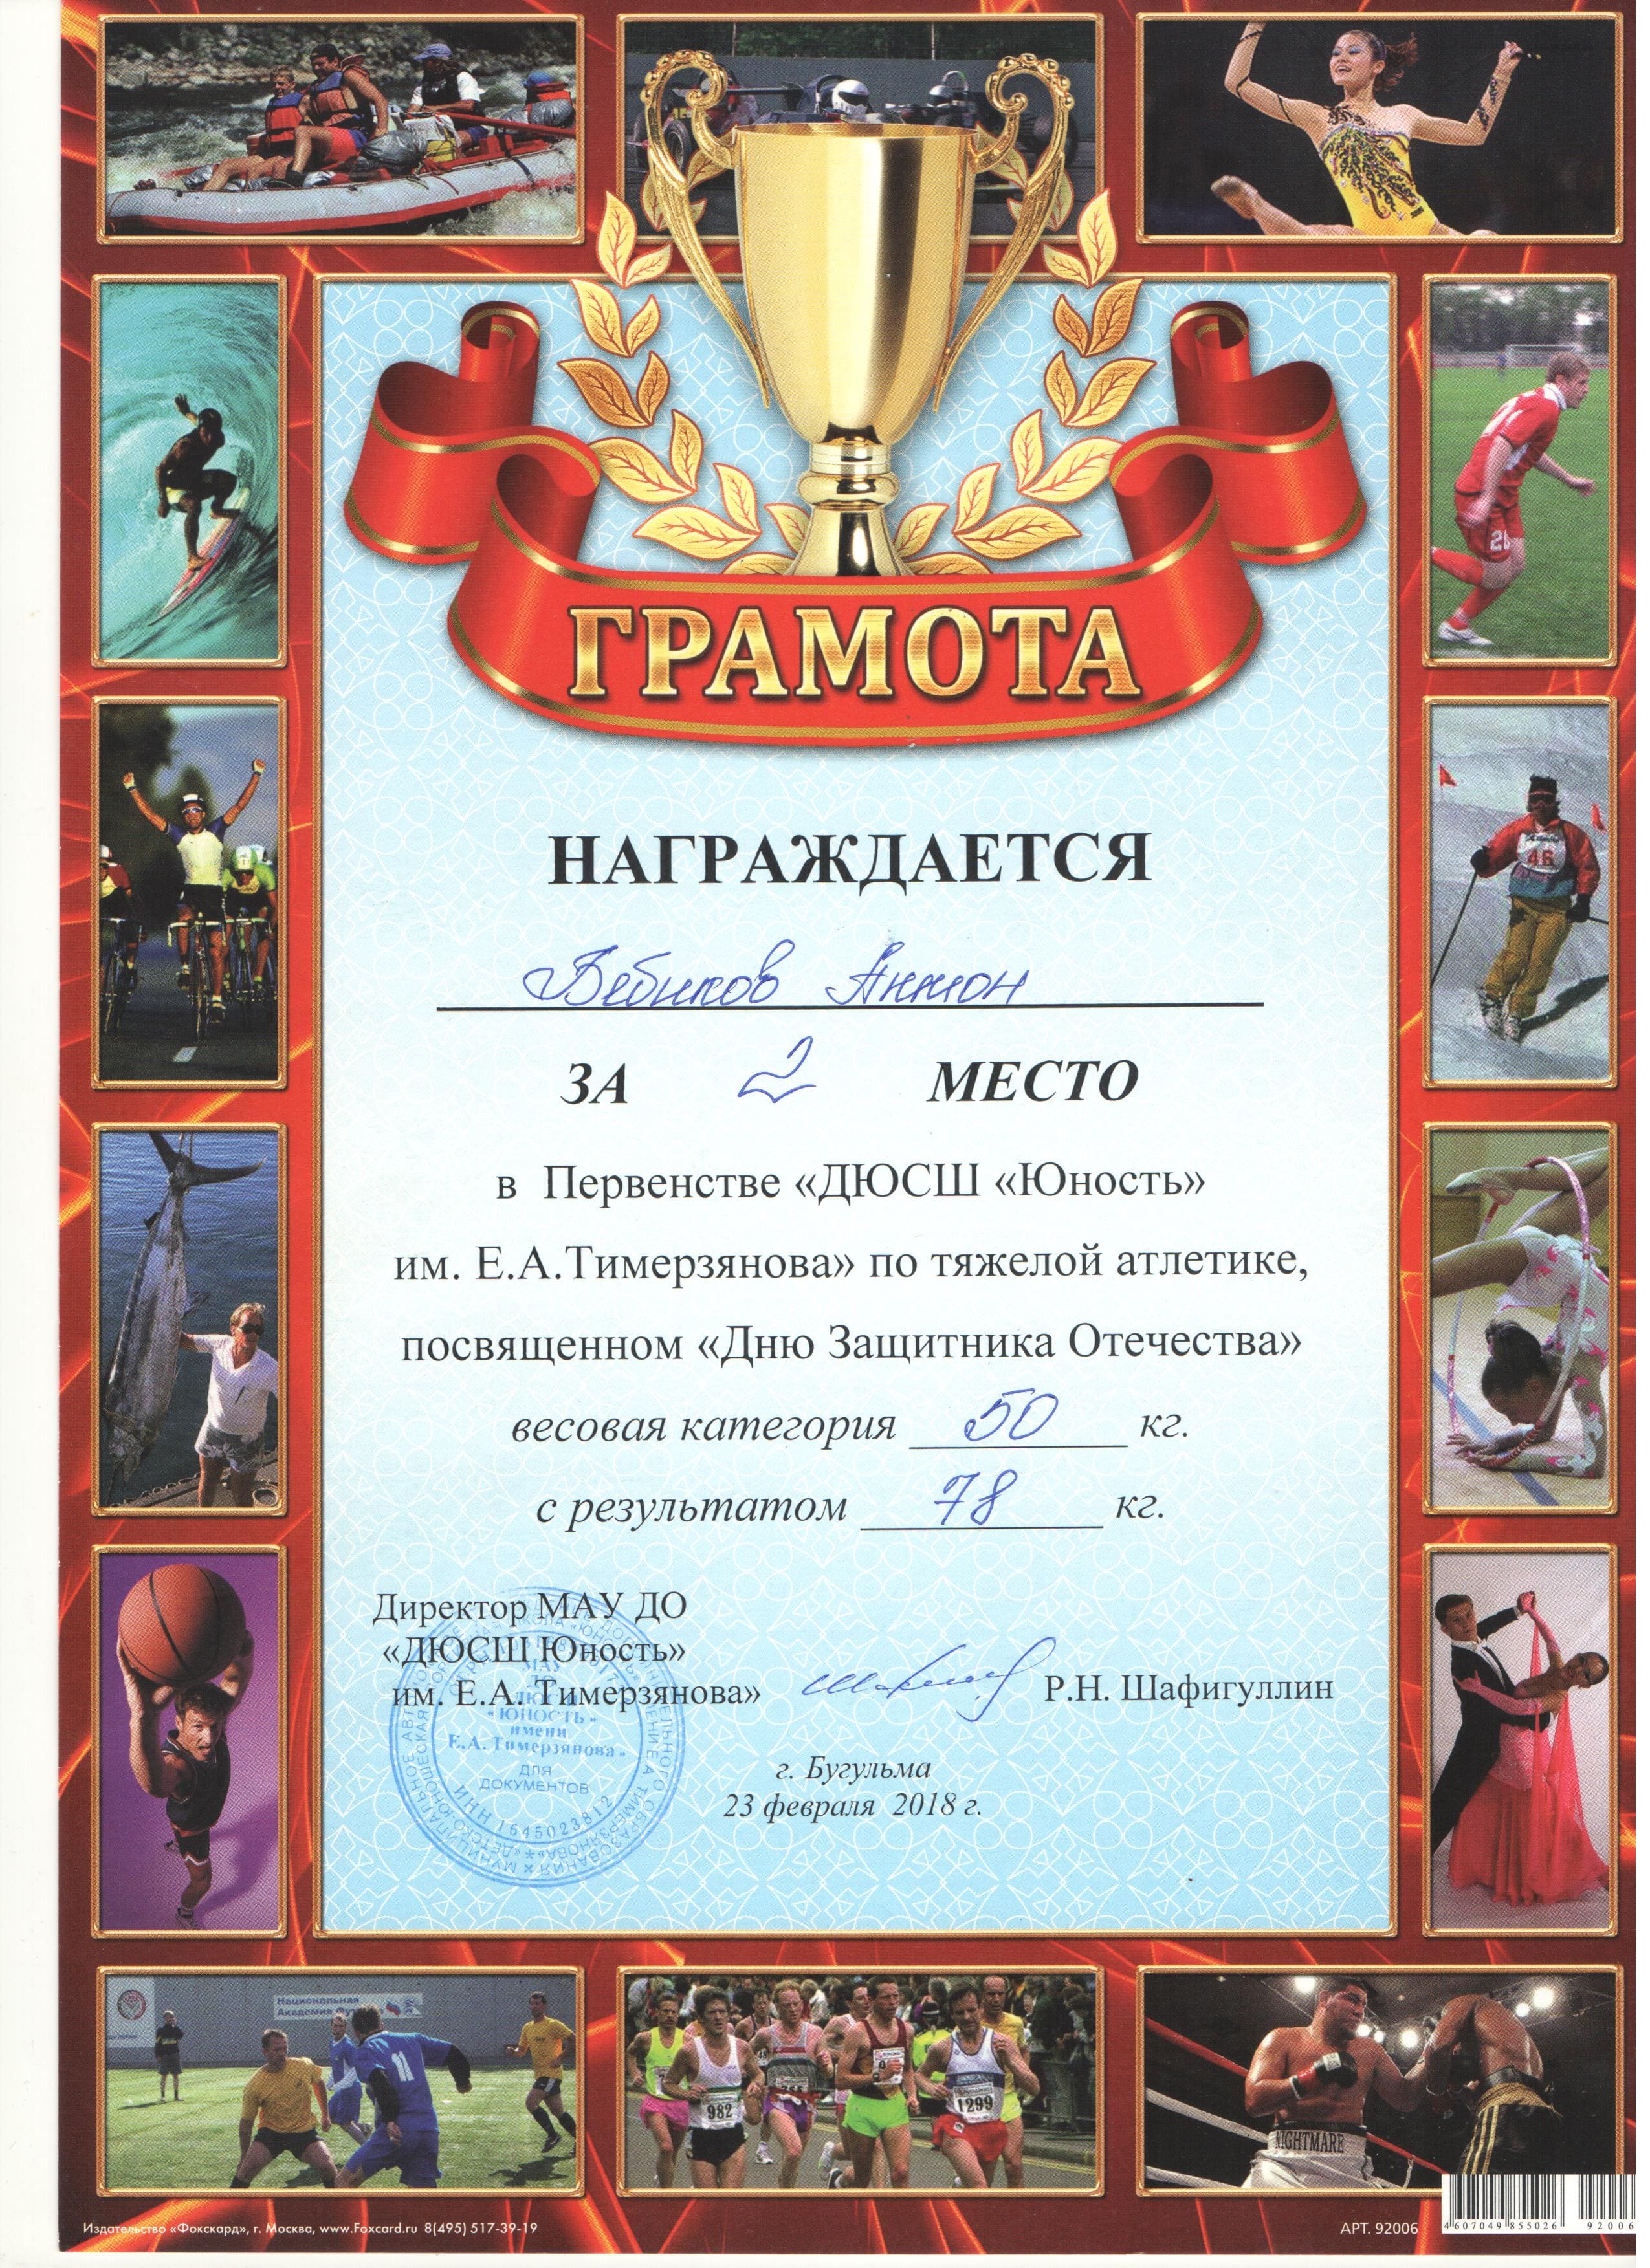 ГРАМОТА
НАГРАЖДАЕТСЯ
Антон
ЗА 2 МЕСТО
в Первенстве «ДЮСШ «Юность»
им. Е.А.Тимерзянова» по тяжелой атлетике,
посвященном «Дню Защитника Отечества»
весовая категория 50 кг.
с результатом 78 кг.
Директор МАУ ДО
«ДЮСШ Юность»
им. Е.А. Тимерзянова»
Р.Н. Шафигуллин
МАУ
ДО
"ЮНОСТЬ"
имени
Е.А. Тимерзянова"
ДЛЯ
ДОКУМЕНТОВ
ИНН 1645023812
г. Бугульма
23 февраля 2018 г.
28
46
Национальная
Академия
11
982
1299
NIGHTMARE
Издательство «Фокскард», г. Москва, www.Foxcard.ru 8(495) 517-39-19
АРТ. 92006
4 607049 855026 92006